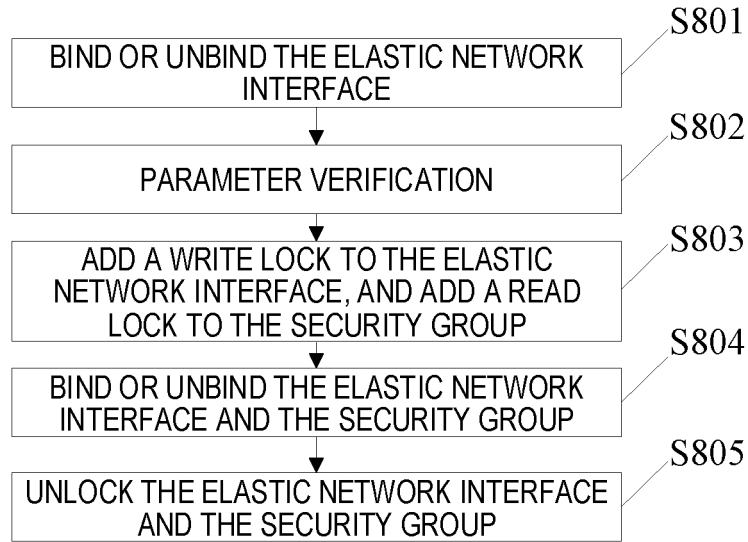 S801
BIND OR UNBIND THE ELASTIC NETWORK
INTERFACE
S802
PARAMETER VERIFICATION
S803
ADD A WRITE LOCK TO THE ELASTIC
NETWORK INTERFACE, AND ADD A READ
LOCK TO THE SECURITY GROUP
S804
BIND OR UNBIND THE ELASTIC NETWORK
INTERFACE AND THE SECURITY GROUP
S805
UNLOCK THE ELASTIC NETWORK INTERFACE
AND THE SECURITY GROUP